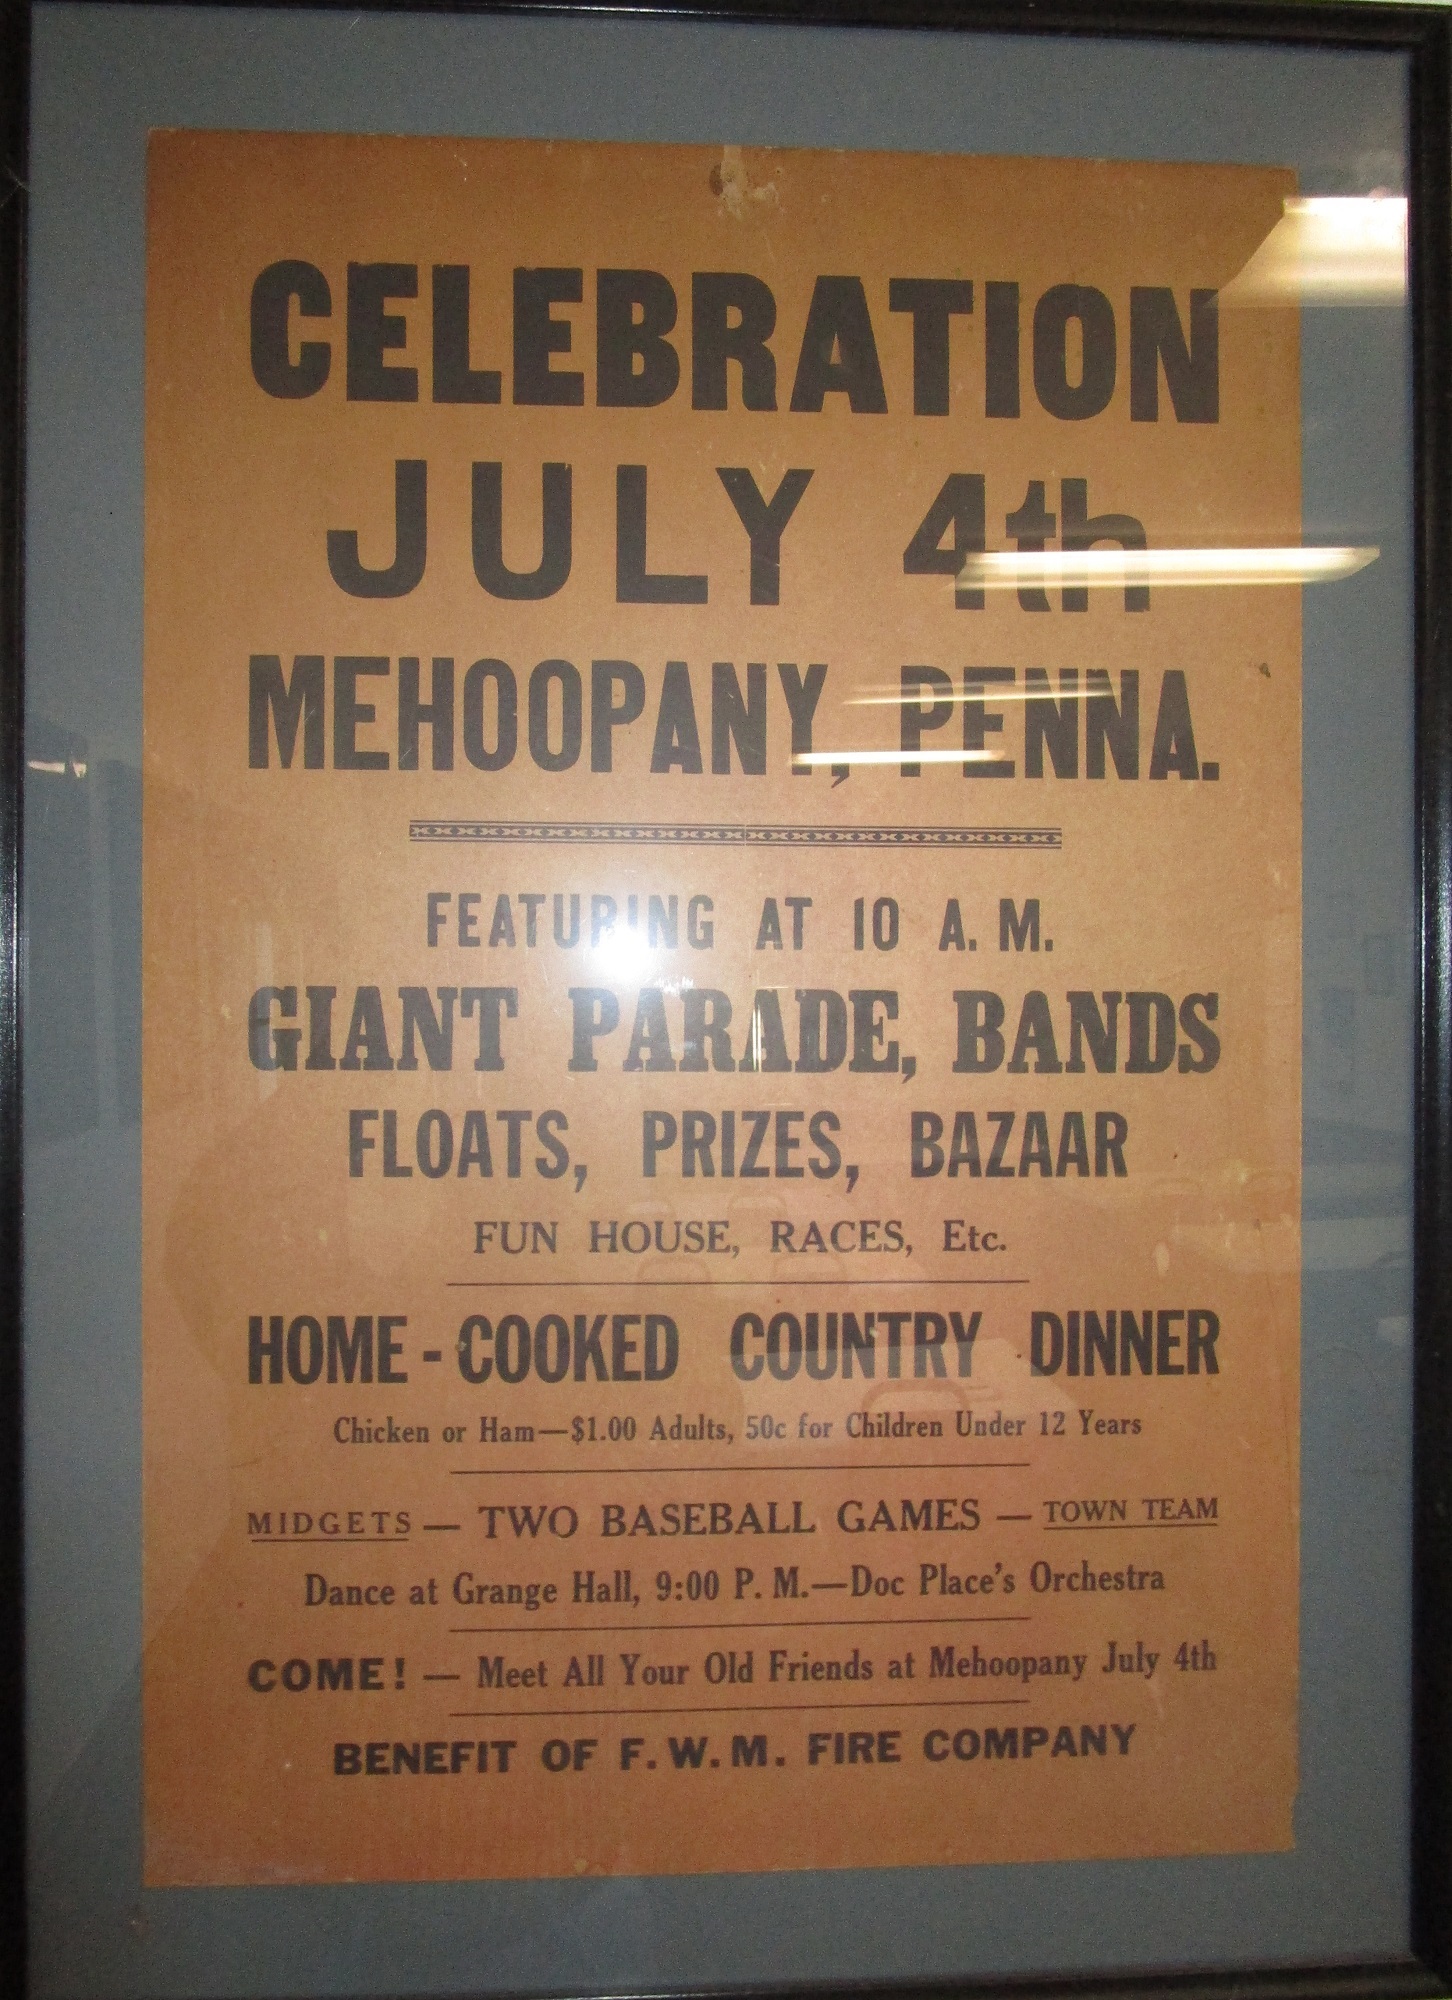 CELEBRATION
JULY 4th
MEHOOPANY, PENNA.
FEATURING AT 10 A. M.
GIANT PARADE, BANDS
FLOATS, PRIZES, BAZAAR
FUN HOUSE, RACES, Etc.
HOME-COOKED COUNTRY DINNER
Chicken or Ham—$1.00 Adults, 50c for Children Under 12 Years
MIDGETS — TWO BASEBALL GAMES — TOWN TEAM
Dance at Grange Hall, 9:00 P. M.—Doc Place's Orchestra
COME! — Meet All Your Old Friends at Mehoopany July 4th
BENEFIT OF F. W. M. FIRE COMPANY